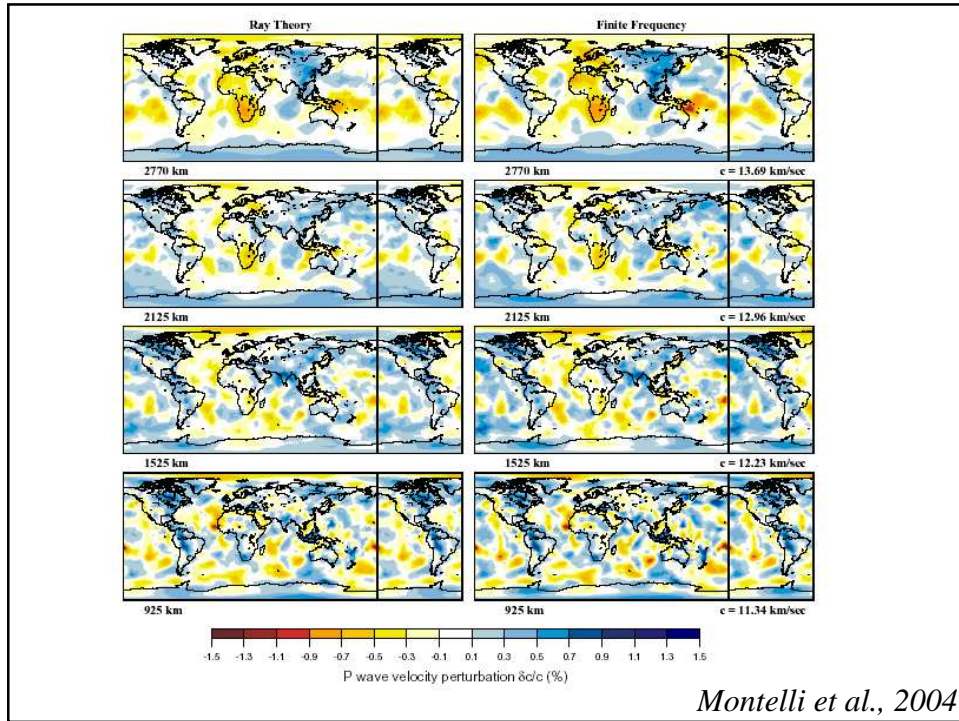 Ray Theory Finite Frequency
2770 km 2770 km c = 13.69 km/sec
2125 km 2125 km c = 12.96 km/sec
1525 km 1525 km c = 12.23 km/sec
925 km 925 km c = 11.34 km/sec
-1.5 -1.3 -1.1 -0.9 -0.7 -0.5 -0.3 -0.1 0.1 0.3 0.5 0.7 0.9 1.1 1.3 1.5
P wave velocity perturbation δc/c (%)
Montelli et al., 2004